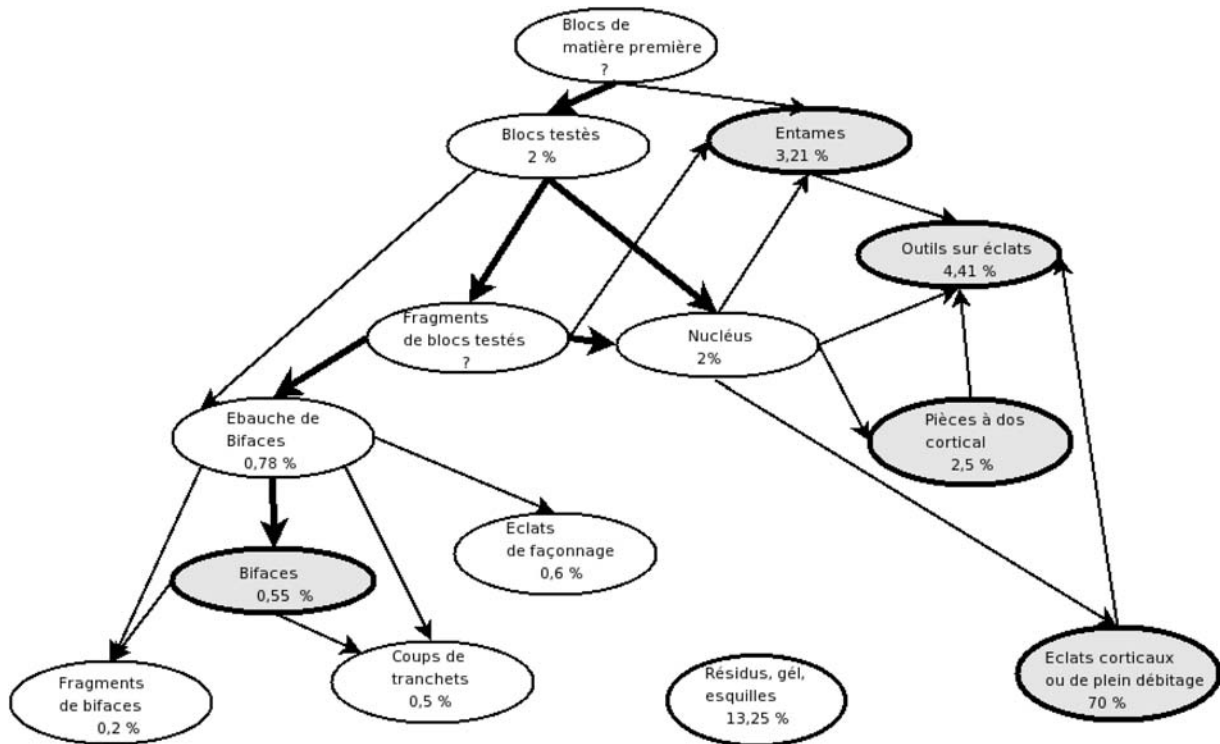 Blocs de
matière première
?
Blocs testès
2 %
Entames
3,21 %
Outils sur éclats
4,41 %
Fragments
de blocs testés
?
Nucléus
2%
Ebauche de
Bifaces
0,78 %
Pièces à dos
cortical
2,5 %
Eclats
de façonnage
0,6 %
Bifaces
0,55 %
Coups de
tranchets
0,5 %
Fragments
de bifaces
0,2 %
Résidus, gél,
esquilles
13,25 %
Eclats corticaux
ou de plein débitage
70 %